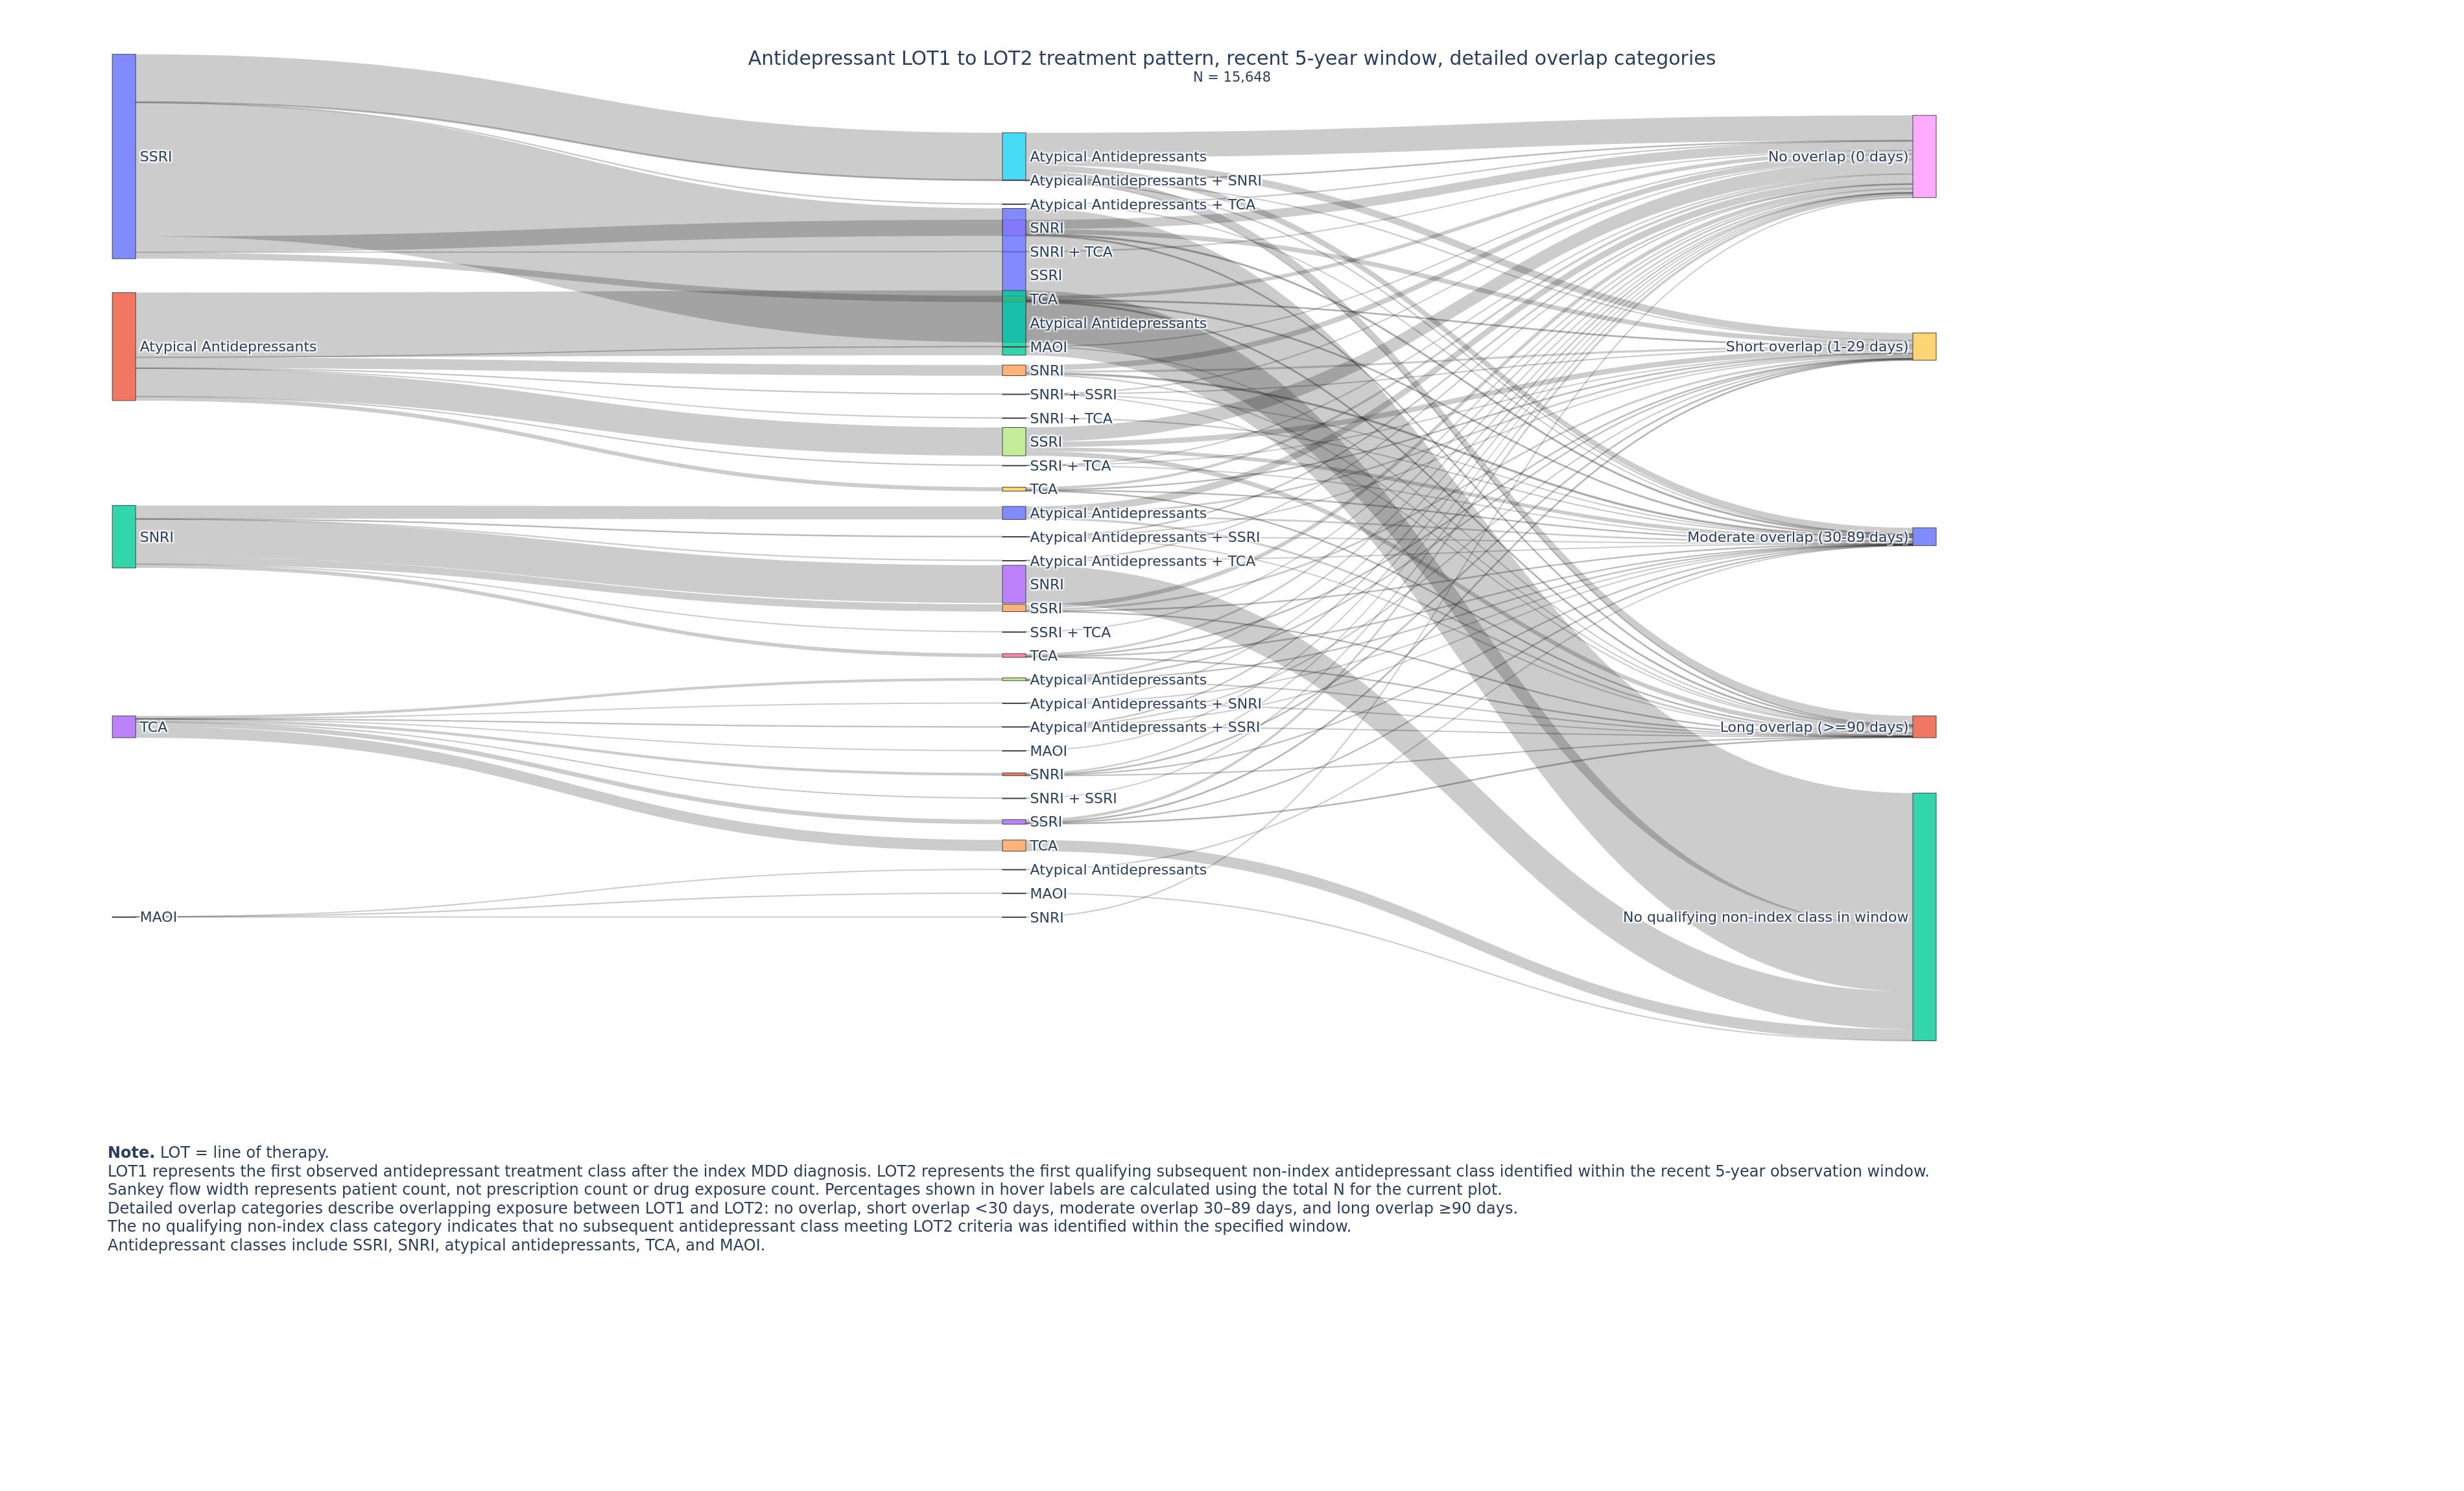 Antidepressant LOT1 to LOT2 treatment pattern, recent 5-year window, detailed overlap categories
N = 15,648
SSRI
Atypical Antidepressants
SNRI
TCA
MAOI
Atypical Antidepressants
Atypical Antidepressants + SNRI
Atypical Antidepressants + TCA
SNRI
SNRI + TCA
SSRI
TCA
Atypical Antidepressants
MAOI
SNRI
SNRI + SSRI
SNRI + TCA
SSRI
SSRI + TCA
TCA
Atypical Antidepressants
Atypical Antidepressants + SSRI
Atypical Antidepressants + TCA
SNRI
SSRI
SSRI + TCA
TCA
Atypical Antidepressants
Atypical Antidepressants + SNRI
Atypical Antidepressants + SSRI
MAOI
SNRI
SNRI + SSRI
SSRI
TCA
Atypical Antidepressants
MAOI
SNRI
No overlap (0 days)
Short overlap (1-29 days)
Moderate overlap (30-89 days)
Long overlap (>=90 days)
No qualifying non-index class in window
Note. LOT = line of therapy.
LOT1 represents the first observed antidepressant treatment class after the index MDD diagnosis. LOT2 represents the first qualifying subsequent non-index antidepressant class identified within the recent 5-year observation window.
Sankey flow width represents patient count, not prescription count or drug exposure count. Percentages shown in hover labels are calculated using the total N for the current plot.
Detailed overlap categories describe overlapping exposure between LOT1 and LOT2: no overlap, short overlap <30 days, moderate overlap 30–89 days, and long overlap ≥90 days.
The no qualifying non-index class category indicates that no subsequent antidepressant class meeting LOT2 criteria was identified within the specified window.
Antidepressant classes include SSRI, SNRI, atypical antidepressants, TCA, and MAOI.